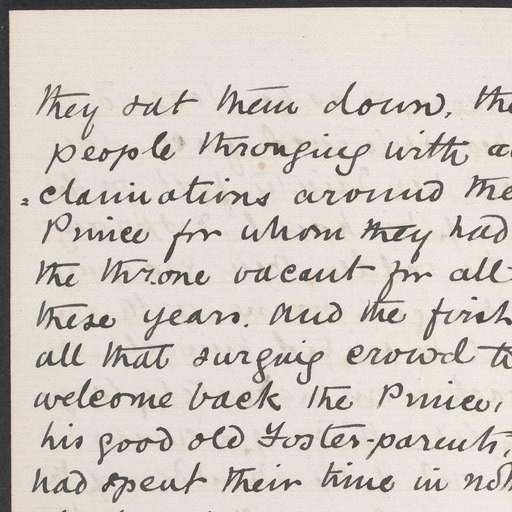 they sat them down, the
people thronging with ac
=clamations around the
Prince for whom they had
the throne vacant for all
these years. And the first
all that surging crowd to
welcome back the Prince,
his good old Foster-parents,
had spent their time in not